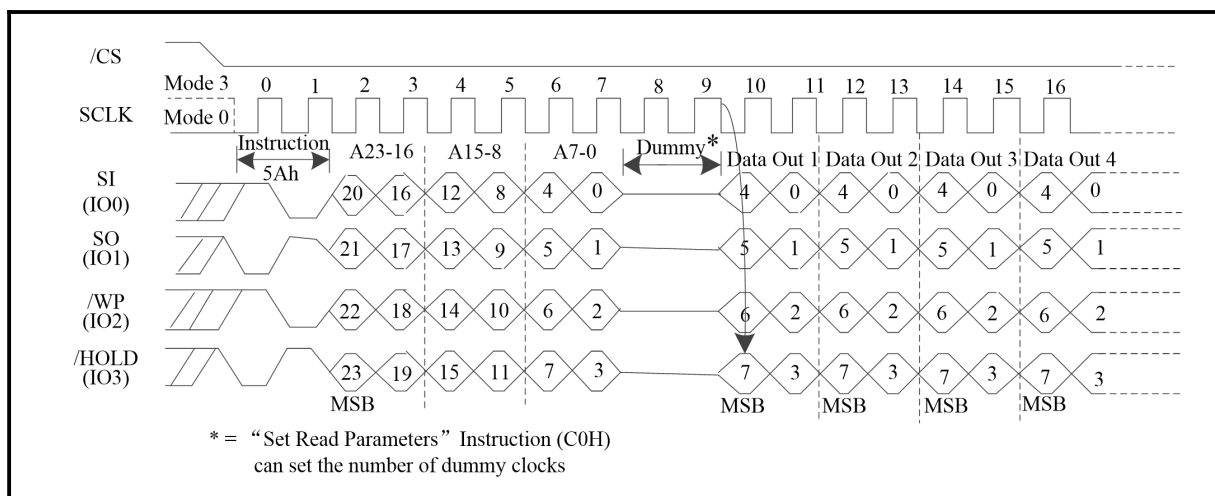 /CS
Mode 3 0 1 2 3 4 5 6 7 8 9 10 11 12 13 14 15 16
SCLK Mode 0
Instruction A23-16 A15-8 A7-0 Dummy* Data Out 1 Data Out 2 Data Out 3 Data Out 4
5Ah
SI
(IO0) 20 16 12 8 4 0 4 0 4 0 4 0 4 0
SO
(IO1) 21 17 13 9 5 1 5 1 5 1 5 1 5 1
/WP
(IO2) 22 18 14 10 6 2 6 2 6 2 6 2 6 2
/HOLD
(IO3) 23 19 15 11 7 3 7 3 7 3 7 3 7 3
MSB MSB MSB MSB MSB
* = “Set Read Parameters” Instruction (C0H)
can set the number of dummy clocks